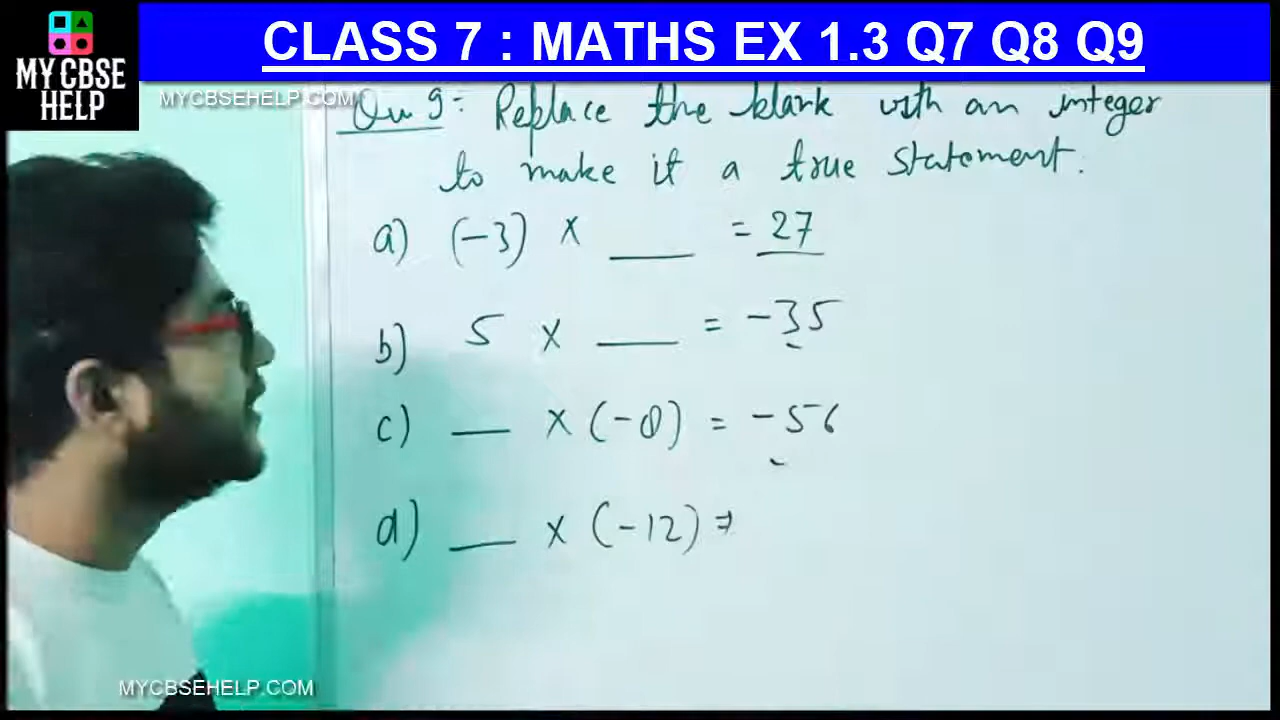 MY CBSE
HELP
CLASS 7 : MATHS EX 1.3 Q7 Q8 Q9
MYCBSEHELP.COM
Qu 9:- Replace the blank with an integer
to make it a true statement.
a) (-3) × ___ = 27
b) 5 × ___ = -35
c) __ × (-8) = -56
d) __ × (-12) =
MYCBSEHELP.COM